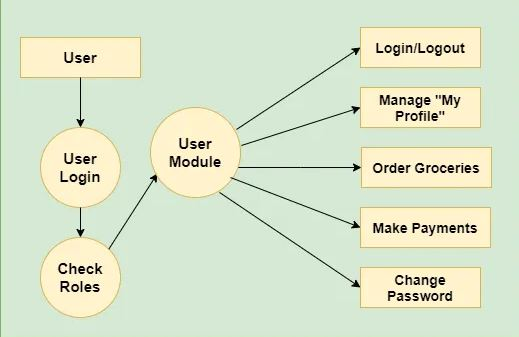 User
User
Login
Check
Roles
User
Module
Login/Logout
Manage "My
Profile"
Order Groceries
Make Payments
Change
Password